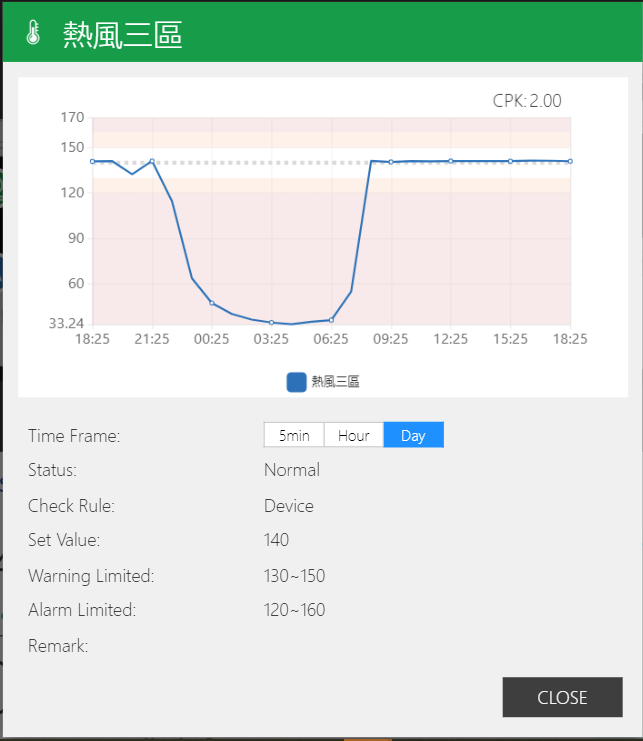 熱風三區
CPK: 2.00
170
150
120
90
60
33.24
18:25 21:25 00:25 03:25 06:25 09:25 12:25 15:25 18:25
熱風三區
Time Frame: 5min Hour Day
Status: Normal
Check Rule: Device
Set Value: 140
Warning Limited: 130~150
Alarm Limited: 120~160
Remark:
CLOSE